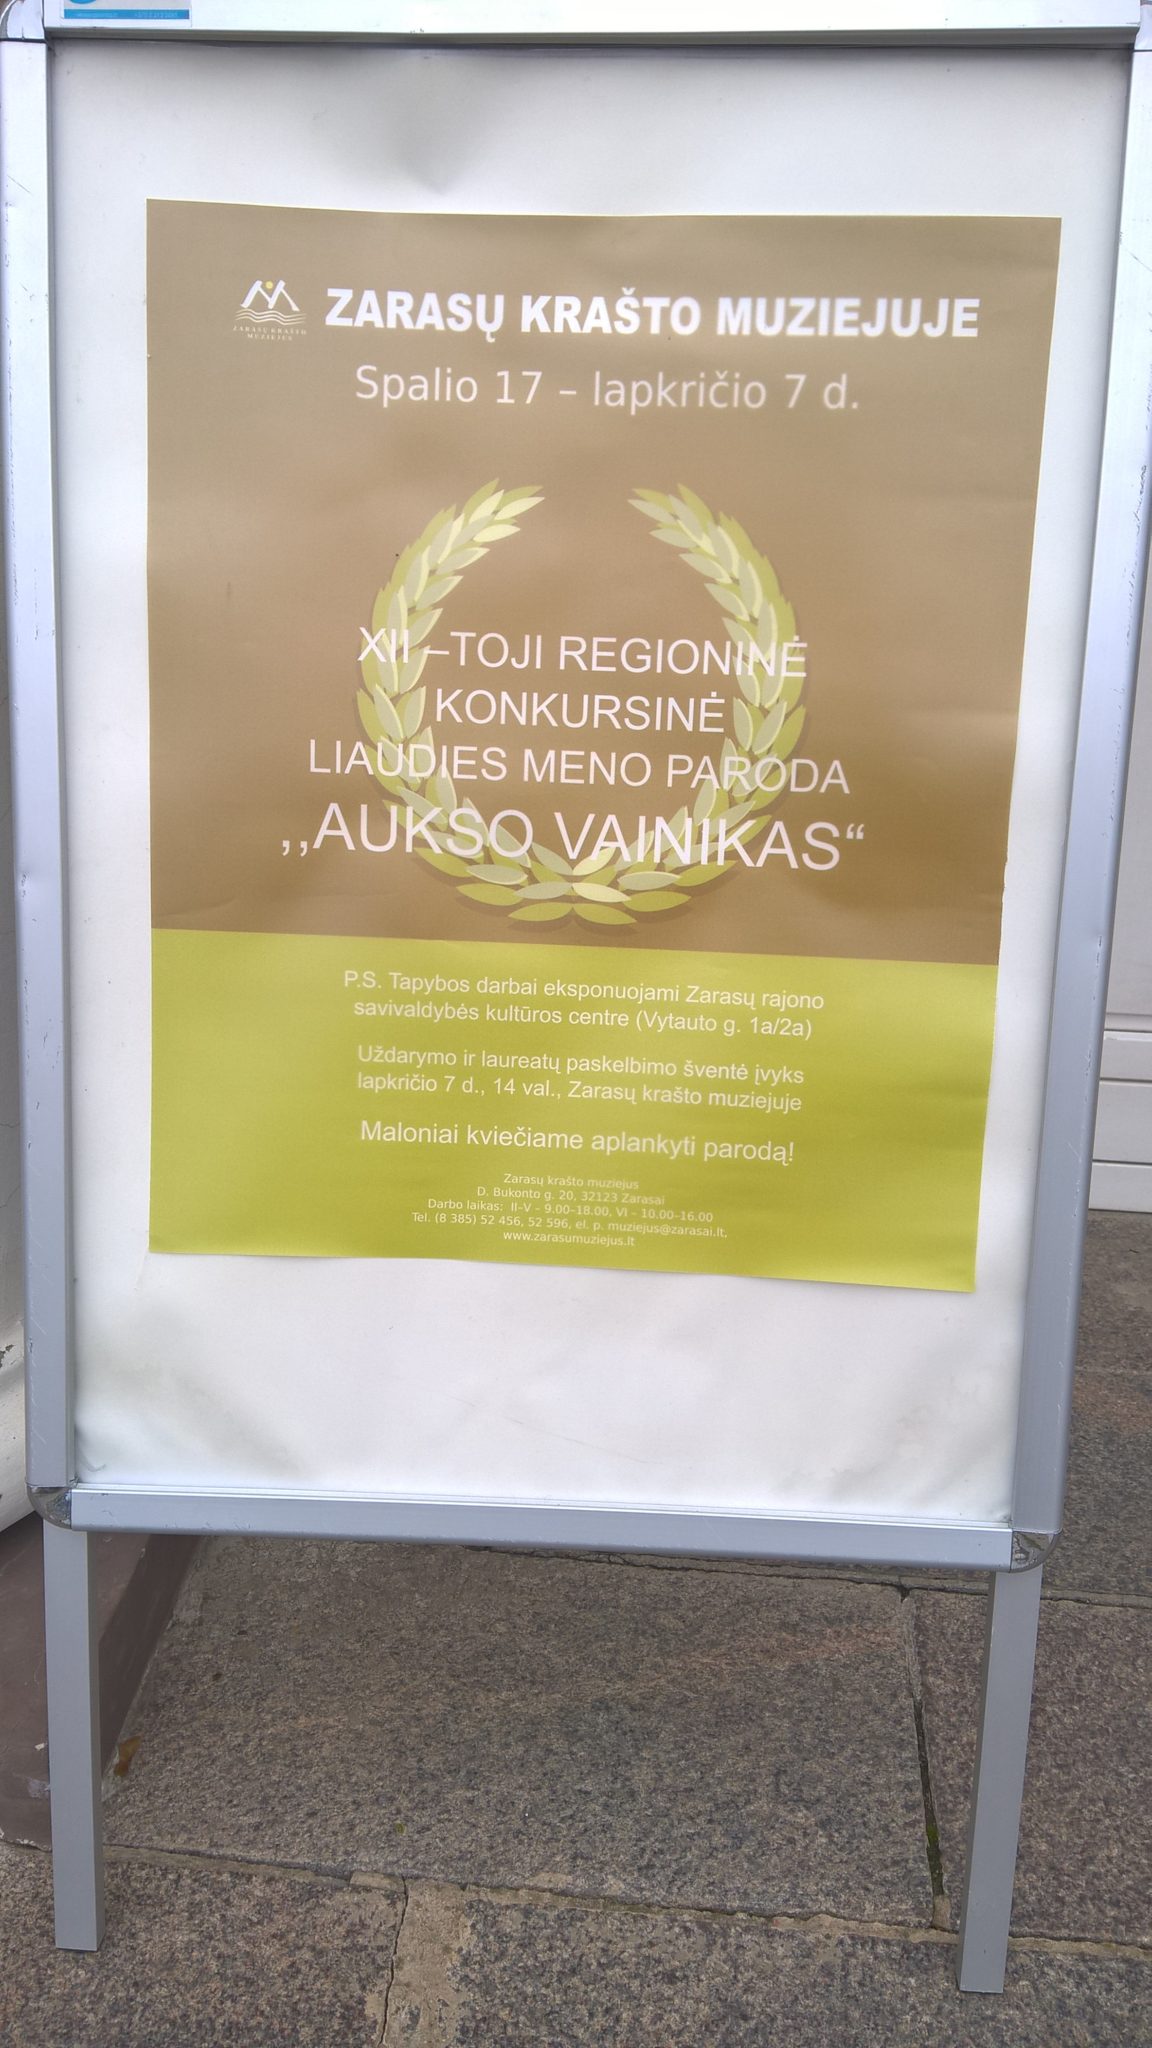 ZARASŲ KRAŠTO
MUZIEJUS
ZARASŲ KRAŠTO MUZIEJUJE
Spalio 17 – lapkričio 7 d.
XII –TOJI REGIONINĖ
KONKURSINĖ
LIAUDIES MENO PARODA
,,AUKSO VAINIKAS“
P.S. Tapybos darbai eksponuojami Zarasų rajono
savivaldybės kultūros centre (Vytauto g. 1a/2a)
Uždarymo ir laureatų paskelbimo šventė įvyks
lapkričio 7 d., 14 val., Zarasų krašto muziejuje
Maloniai kviečiame aplankyti parodą!
Zarasų krašto muziejus
D. Bukonto g. 20, 32123 Zarasai
Darbo laikas: II–V – 9.00–18.00, VI – 10.00–16.00
Tel. (8 385) 52 456, 52 596, el. p. muziejus@zarasai.lt,
www.zarasumuziejus.lt